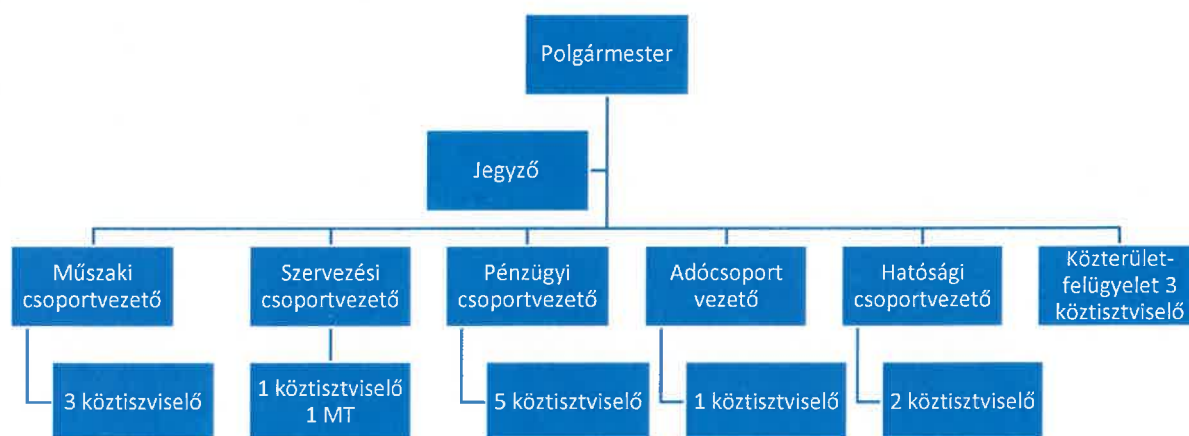 Polgármester
Jegyző
Műszaki
csoportvezető
Szervezési
csoportvezető
Pénzügyi
csoportvezető
Adócsoport
vezető
Hatósági
csoportvezető
Közterület-
felügyelet 3
köztisztviselő
3 köztiszviselő
1 köztisztviselő
1 MT
5 köztisztviselő
1 köztisztviselő
2 köztisztviselő